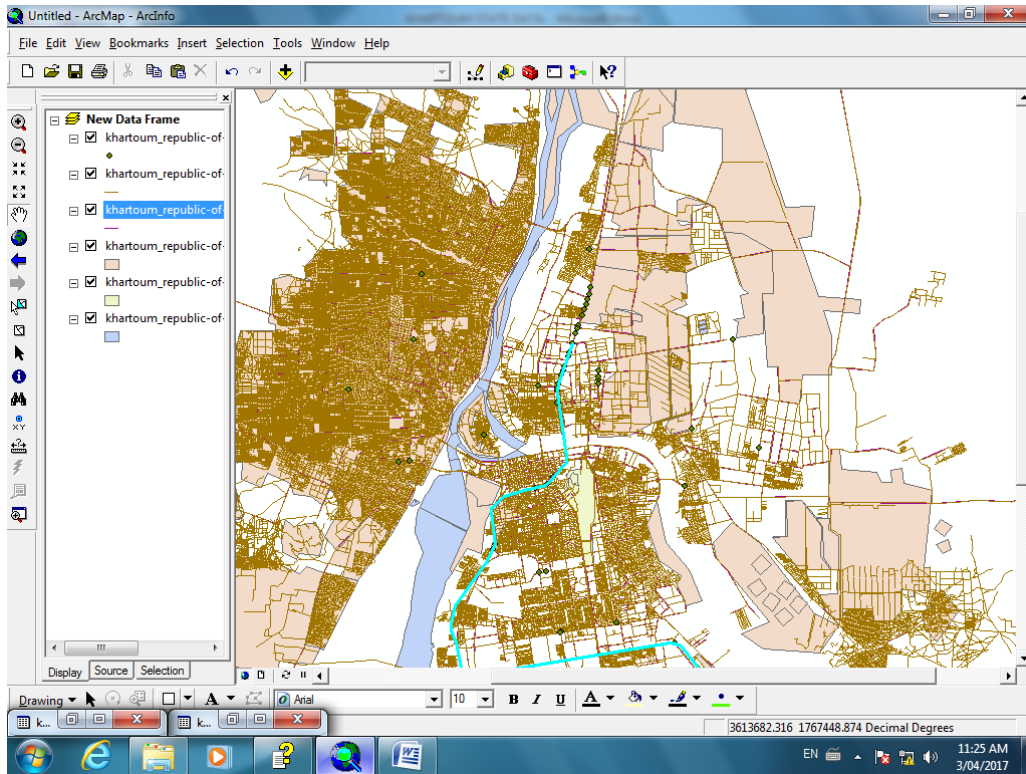 Untitled - ArcMap - ArcInfo
File Edit View Bookmarks Insert Selection Tools Window Help
New Data Frame
khartoum_republic-of-
khartoum_republic-of-
khartoum_republic-of-
khartoum_republic-of-
khartoum_republic-of-
khartoum_republic-of-
Display Source Selection
Drawing A Arial 10 B I U A
k... k...
3613682.316 1767448.874 Decimal Degrees
EN 11:25 AM
3/04/2017